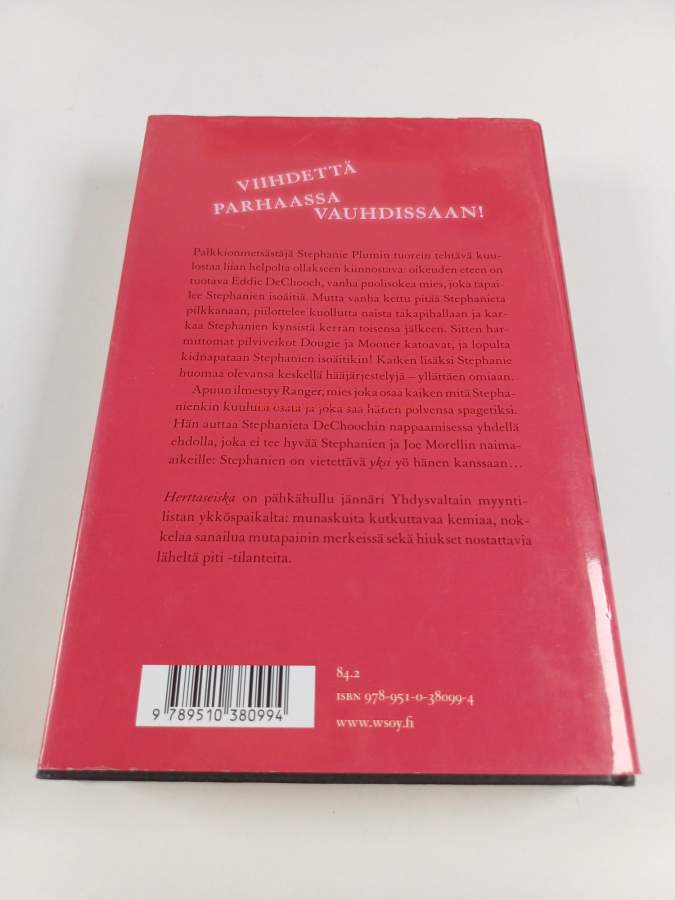 VIIHDETTÄ
PARHAASSA
VAUHDISSAAN!
Palkkionmetsästäjä Stephanie Plumin tuorein tehtävä kuu-
lostaa liian helpolta ollakseen kiinnostava: oikeuden eteen on
tuotava Eddie DeChooch, vanha puolisokea mies, joka tapai-
lee Stephanien isoäitiä. Mutta vanha kettu pitää Stephanieta
pilkkanaan, piilottelee kuollutta naista takapihallaan ja kar-
kaa Stephanien kynsistä kerran toisensa jälkeen. Sitten har-
mittomat pilviveikot Dougie ja Mooner katoavat, ja lopulta
kidnapataan Stephanien isoäitikin! Kaiken lisäksi Stephanie
huomaa olevansa keskellä hääjärjestelyjä – yllättäen omiaan.
Apuun ilmestyy Ranger, mies joka osaa kaiken mitä Stepha-
nienkin kuuluisi osata ja joka saa hänen polvensa spagetiksi.
Hän auttaa Stephanieta DeChoochin nappaamisessa yhdellä
ehdolla, joka ei tee hyvää Stephanien ja Joe Morellin naima-
aikeille: Stephanien on vietettävä yksi yö hänen kanssaan…
Herttaseiska on pähkähullu jännäri Yhdysvaltain myynti-
listan ykköspaikalta: munaskuita kutkuttavaa kemiaa, nok-
kelaa sanailua mutapainin merkeissä sekä hiukset nostattavia
läheltä piti -tilanteita.
84.2
ISBN 978-951-0-38099-4
www.wsoy.fi
9 789510 380994